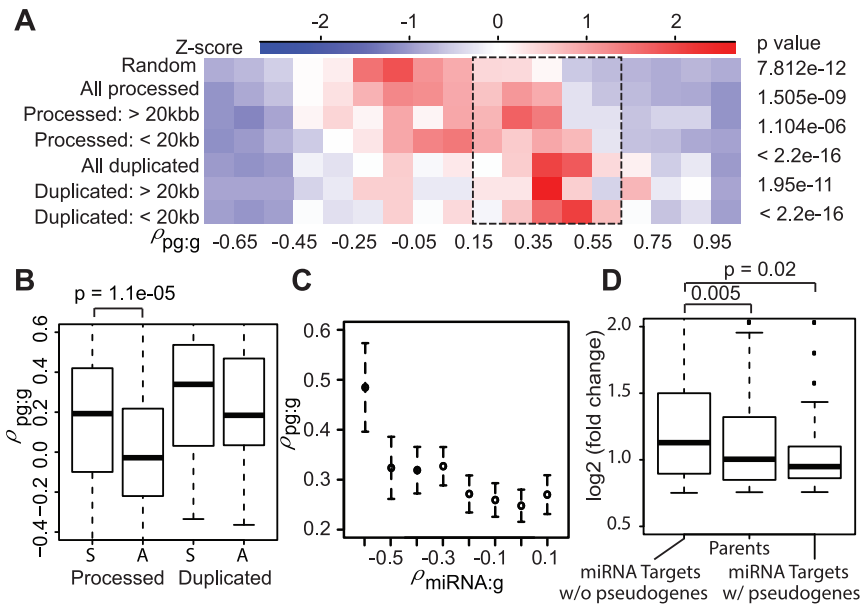 A
-2 -1 0 1 2
Z-score p value
Random 7.812e-12
All processed 1.505e-09
Processed: > 20kbb 1.104e-06
Processed: < 20kb < 2.2e-16
All duplicated 1.95e-11
Duplicated: > 20kb < 2.2e-16
Duplicated: < 20kb
ρpg:g -0.65 -0.45 -0.25 -0.05 0.15 0.35 0.55 0.75 0.95
B
p = 1.1e-05
ρpg:g
0.6
0.4
0.2
0.0
-0.2
-0.4
S A S A
Processed Duplicated
C
ρpg:g
0.6
0.5
0.4
0.3
0.2
-0.5 -0.3 -0.1 0.1
ρmiRNA:g
D
p = 0.02
0.005
log2 (fold change)
2.0
1.5
1.0
0.5
Parents
miRNA Targets
w/o pseudogenes
miRNA Targets
w/ pseudogenes